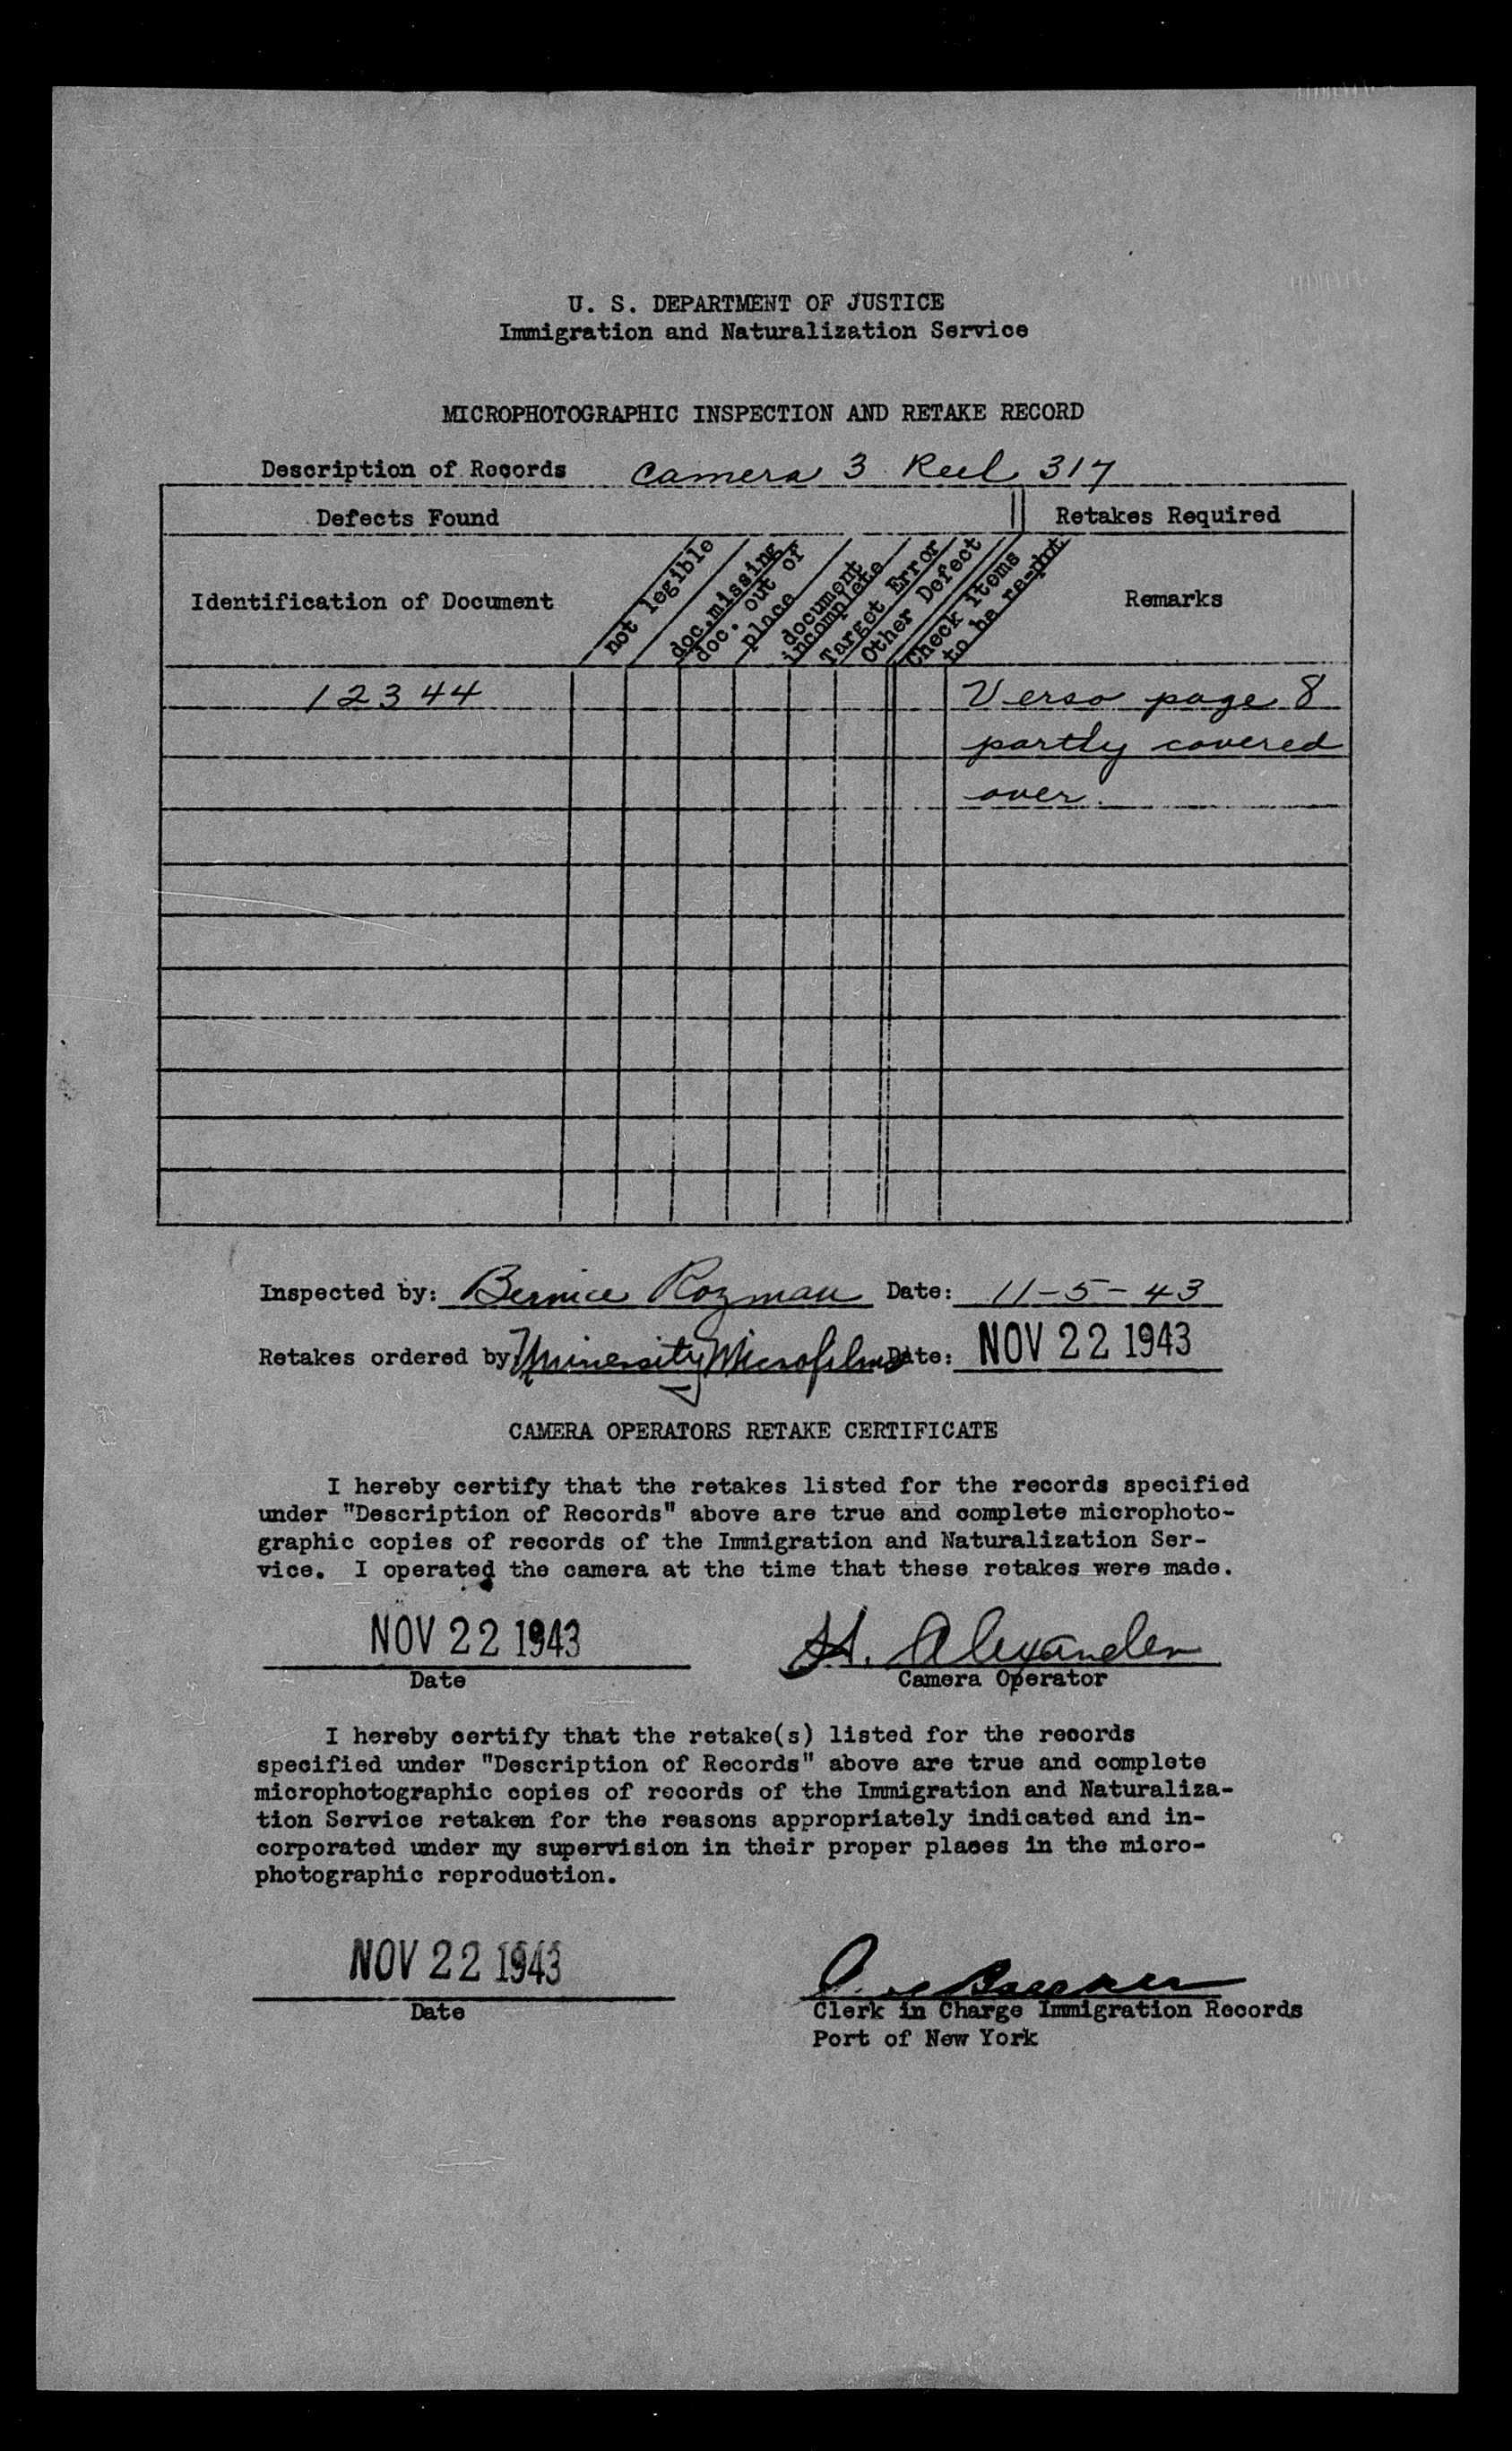 U. S. DEPARTMENT OF JUSTICE
Immigration and Naturalization Service
MICROPHOTOGRAPHIC INSPECTION AND RETAKE RECORD
Description of Records Camera 3 Reel 317
Defects Found Retakes Required
Identification of Document not legible doc.missing doc. out of place document incomplete Target Error Other Defect Check items to be re-phot Remarks
12344 Verso page 8
partly covered
over.
Inspected by: Bernice Rozman Date: 11-5-43
Retakes ordered by: University Microfilms Date: NOV 22 1943
CAMERA OPERATORS RETAKE CERTIFICATE
I hereby certify that the retakes listed for the records specified
under "Description of Records" above are true and complete microphoto-
graphic copies of records of the Immigration and Naturalization Ser-
vice. I operated the camera at the time that these retakes were made.
NOV 22 1943 H. Alexander
Date Camera Operator
I hereby certify that the retake(s) listed for the records
specified under "Description of Records" above are true and complete
microphotographic copies of records of the Immigration and Naturaliza-
tion Service retaken for the reasons appropriately indicated and in-
corporated under my supervision in their proper places in the micro-
photographic reproduction.
NOV 22 1943
Date Clerk in Charge Immigration Records
Port of New York